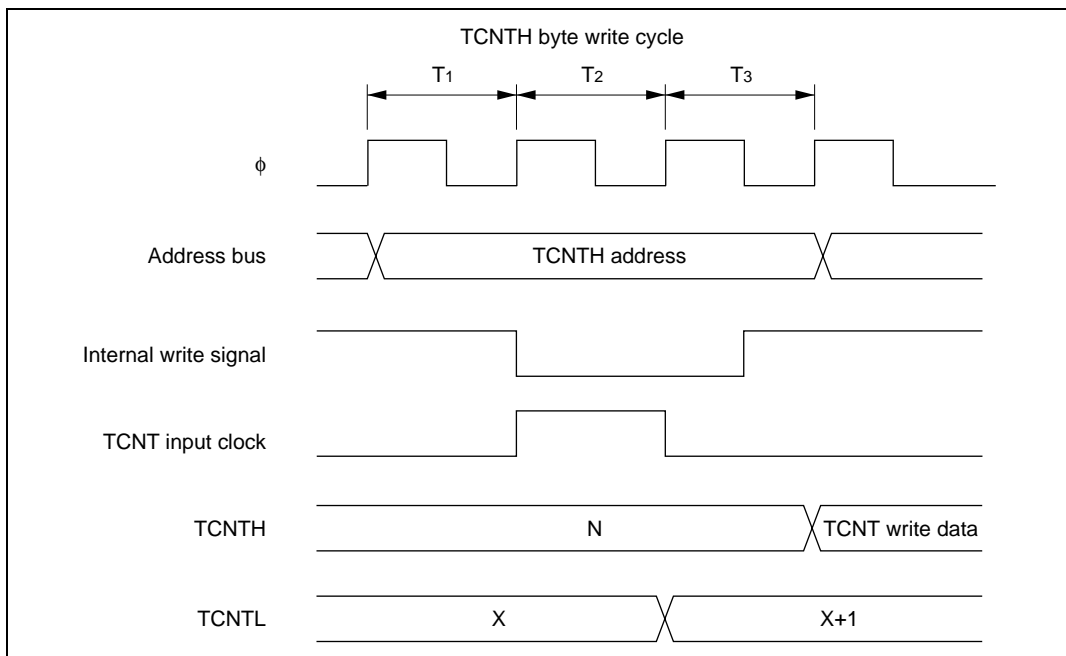 TCNTH byte write cycle
T1 T2 T3
φ
Address bus TCNTH address
Internal write signal
TCNT input clock
TCNTH N TCNT write data
TCNTL X X+1